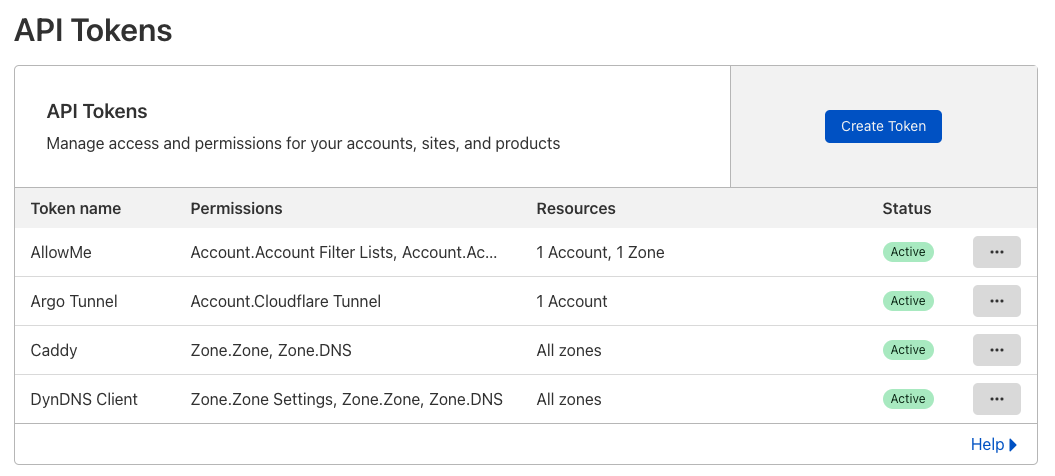 API Tokens
API Tokens
Manage access and permissions for your accounts, sites, and products
Create Token
Token name Permissions Resources Status
AllowMe Account.Account Filter Lists, Account.Ac... 1 Account, 1 Zone Active ...
Argo Tunnel Account.Cloudflare Tunnel 1 Account Active ...
Caddy Zone.Zone, Zone.DNS All zones Active ...
DynDNS Client Zone.Zone Settings, Zone.Zone, Zone.DNS All zones Active ...
Help